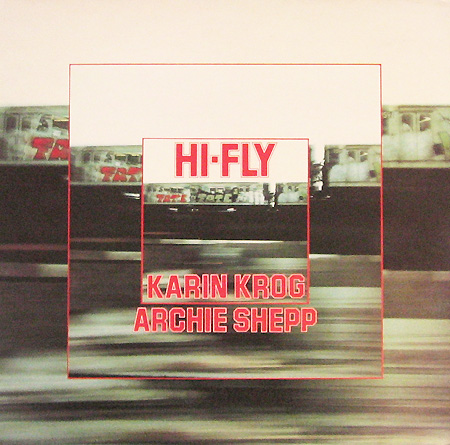 HI-FLY
KARIN KROG
ARCHIE SHEPP